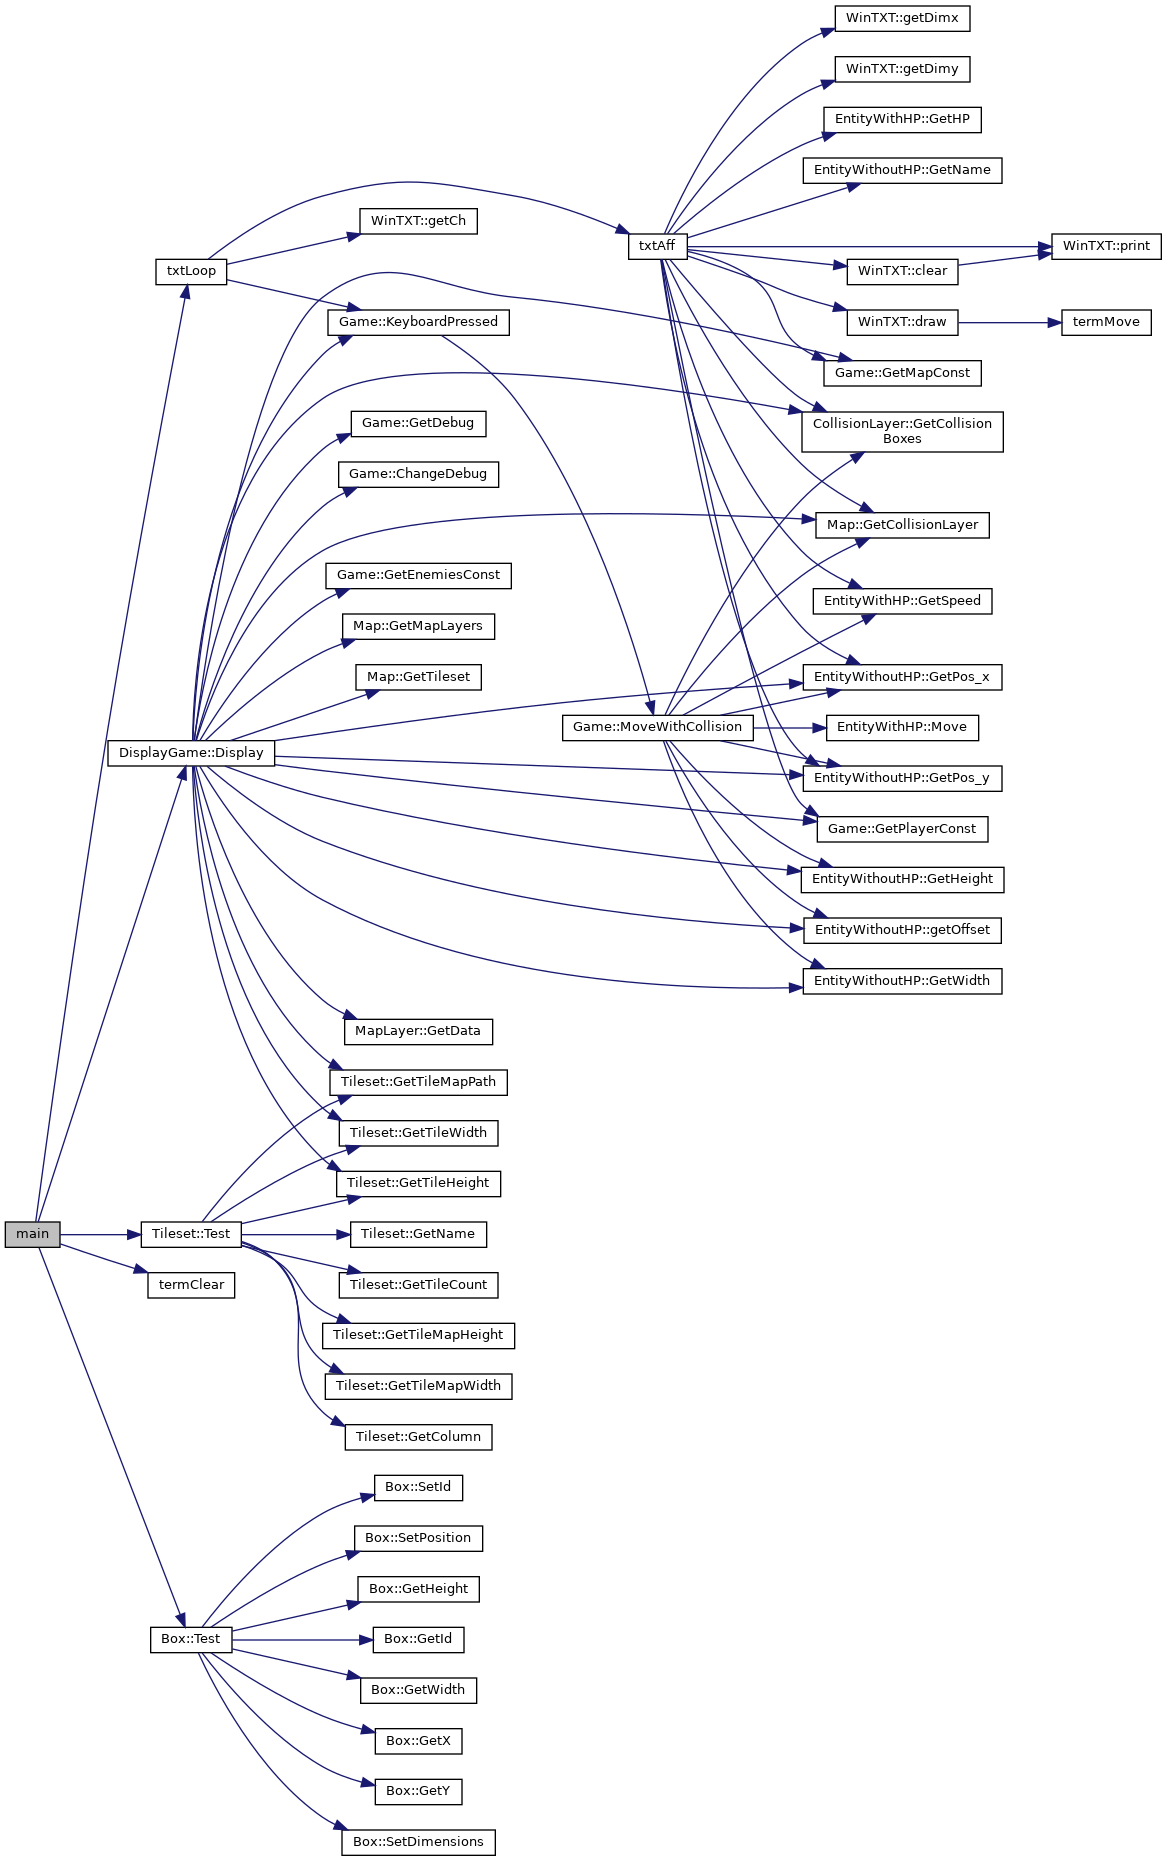 WinTXT::getDimx
WinTXT::getDimy
EntityWithHP::GetHP
EntityWithoutHP::GetName
WinTXT::getCh
txtAff
WinTXT::print
txtLoop
WinTXT::clear
Game::KeyboardPressed
WinTXT::draw
termMove
Game::GetMapConst
Game::GetDebug
CollisionLayer::GetCollision
Boxes
Game::ChangeDebug
Map::GetCollisionLayer
Game::GetEnemiesConst
EntityWithHP::GetSpeed
Map::GetMapLayers
Map::GetTileset
EntityWithoutHP::GetPos_x
Game::MoveWithCollision
EntityWithHP::Move
DisplayGame::Display
EntityWithoutHP::GetPos_y
Game::GetPlayerConst
EntityWithoutHP::GetHeight
EntityWithoutHP::getOffset
EntityWithoutHP::GetWidth
MapLayer::GetData
Tileset::GetTileMapPath
Tileset::GetTileWidth
Tileset::GetTileHeight
main
Tileset::Test
Tileset::GetName
termClear
Tileset::GetTileCount
Tileset::GetTileMapHeight
Tileset::GetTileMapWidth
Tileset::GetColumn
Box::SetId
Box::SetPosition
Box::GetHeight
Box::Test
Box::GetId
Box::GetWidth
Box::GetX
Box::GetY
Box::SetDimensions